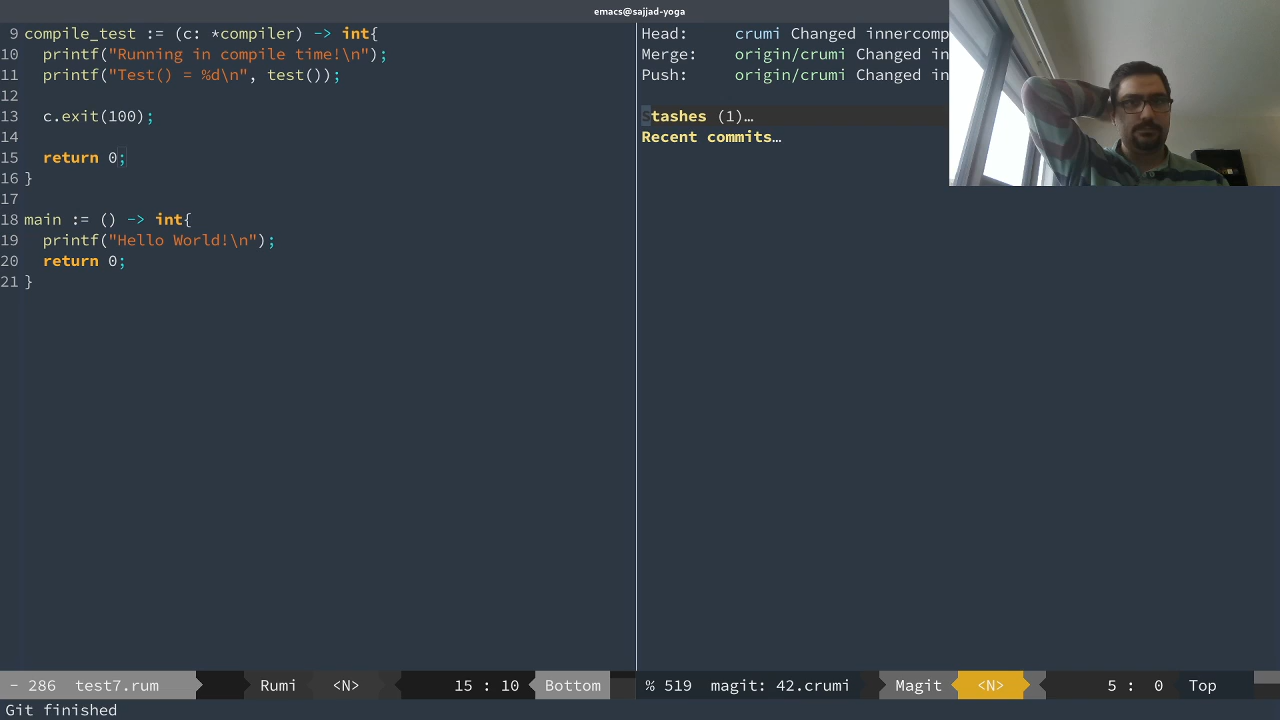 emacs@sajjad-yoga
9 compile_test := (c: *compiler) -> int{
10 printf("Running in compile time!\n");
11 printf("Test() = %d\n", test());
12
13 c.exit(100);
14
15 return 0;
16 }
17
18 main := () -> int{
19 printf("Hello World!\n");
20 return 0;
21 }
Head: crumi Changed innercomp
Merge: origin/crumi Changed in
Push: origin/crumi Changed in
Stashes (1)…
Recent commits…
- 286 test7.rum Rumi <N> 15 : 10 Bottom
% 519 magit: 42.crumi Magit <N> 5 : 0 Top
Git finished